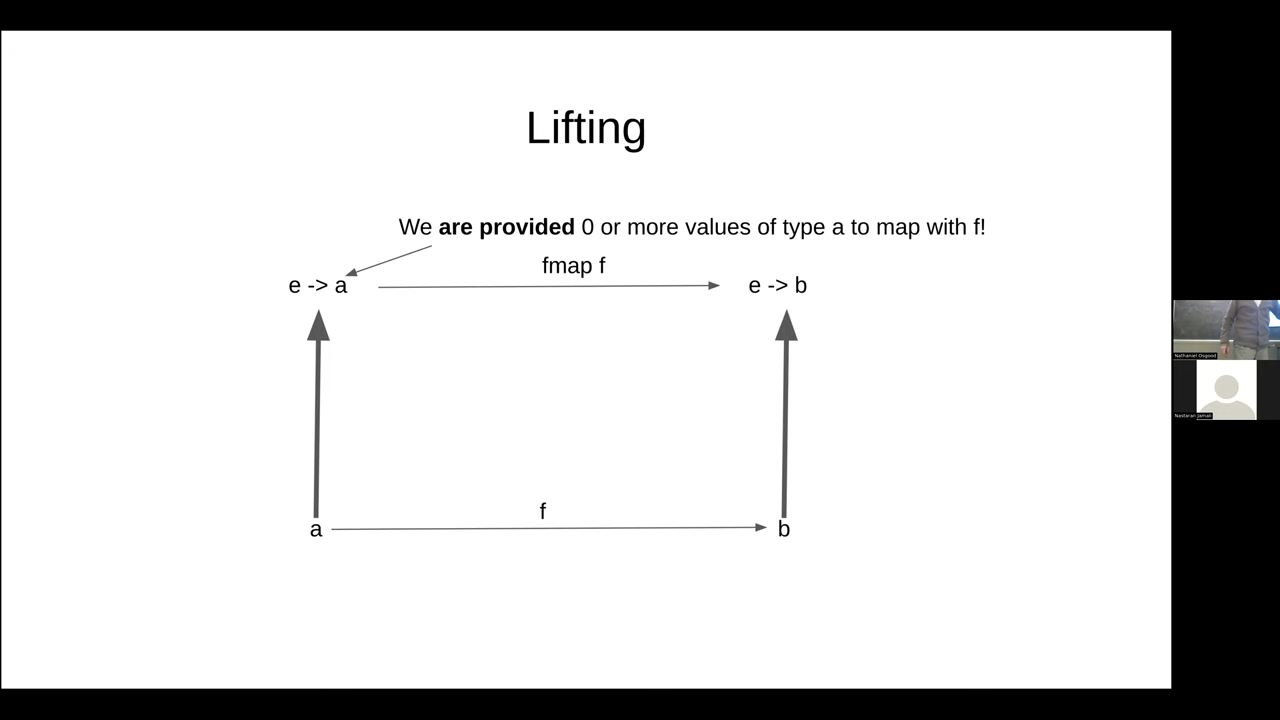 Lifting
We are provided 0 or more values of type a to map with f!
fmap f
e -> a
e -> b
f
a
b
Nathaniel Osgood
Nastaran Jamali